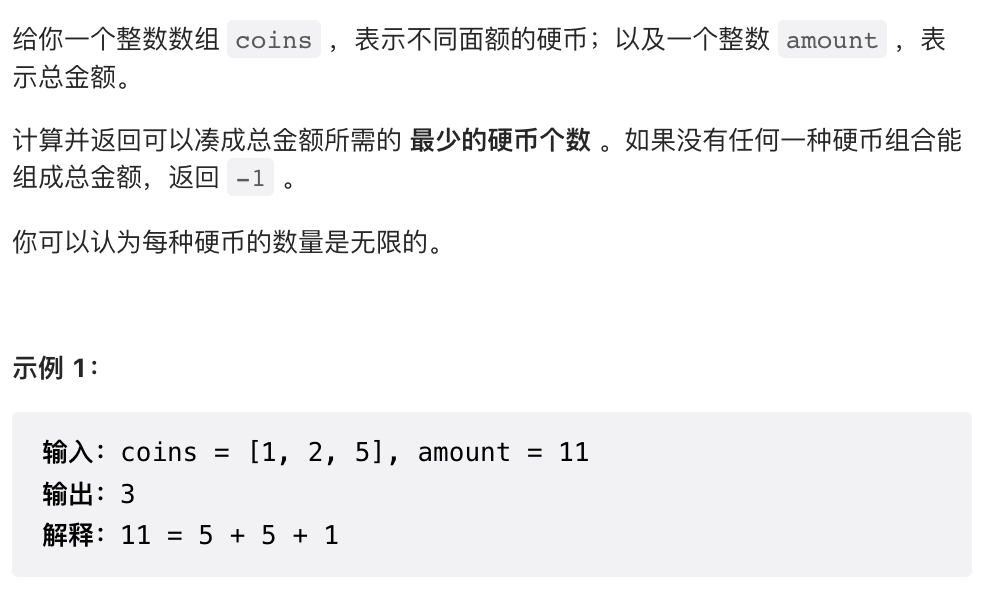 给你一个整数数组 coins ，表示不同面额的硬币；以及一个整数 amount ，表
示总金额。
计算并返回可以凑成总金额所需的 最少的硬币个数 。如果没有任何一种硬币组合能
组成总金额，返回 -1 。
你可以认为每种硬币的数量是无限的。
示例 1：
输入：coins = [1, 2, 5], amount = 11
输出：3
解释：11 = 5 + 5 + 1